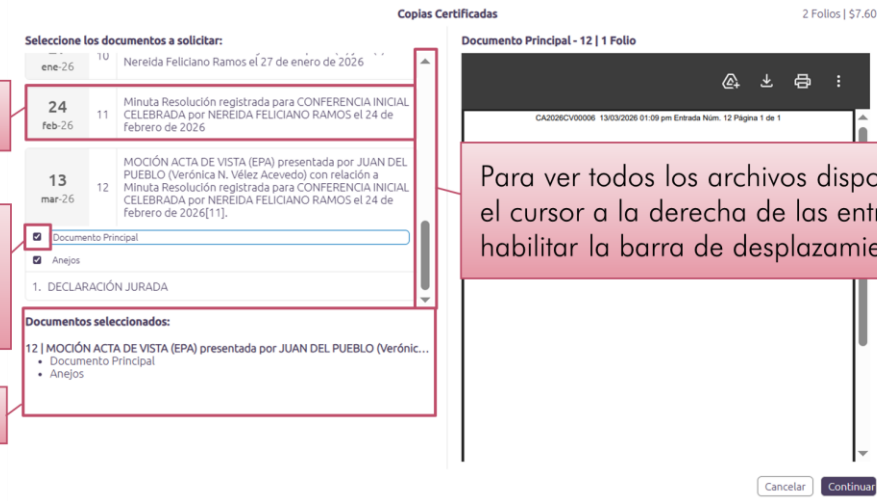 Copias Certificadas
2 Folios | $7.60
Seleccione los documentos a solicitar:
ene-26
10
Nereida Feliciano Ramos el 27 de enero de 2026
24
feb-26
11
Minuta Resolución registrada para CONFERENCIA INICIAL
CELEBRADA por NEREIDA FELICIANO RAMOS el 24 de
febrero de 2026
13
mar-26
12
MOCIÓN ACTA DE VISTA (EPA) presentada por JUAN DEL
PUEBLO (Verónica N. Vélez Acevedo) con relación a
Minuta Resolución registrada para CONFERENCIA INICIAL
CELEBRADA por NEREIDA FELICIANO RAMOS el 24 de
febrero de 2026[11].
Documento Principal
Anejos
1. DECLARACIÓN JURADA
Documentos seleccionados:
12 | MOCIÓN ACTA DE VISTA (EPA) presentada por JUAN DEL PUEBLO (Verónic...
• Documento Principal
• Anejos
Documento Principal - 12 | 1 Folio
CA2026CV00006 13/03/2026 01:09 pm Entrada Núm. 12 Página 1 de 1
Para ver todos los archivos dispo
el cursor a la derecha de las entr
habilitar la barra de desplazamie
Cancelar
Continuar